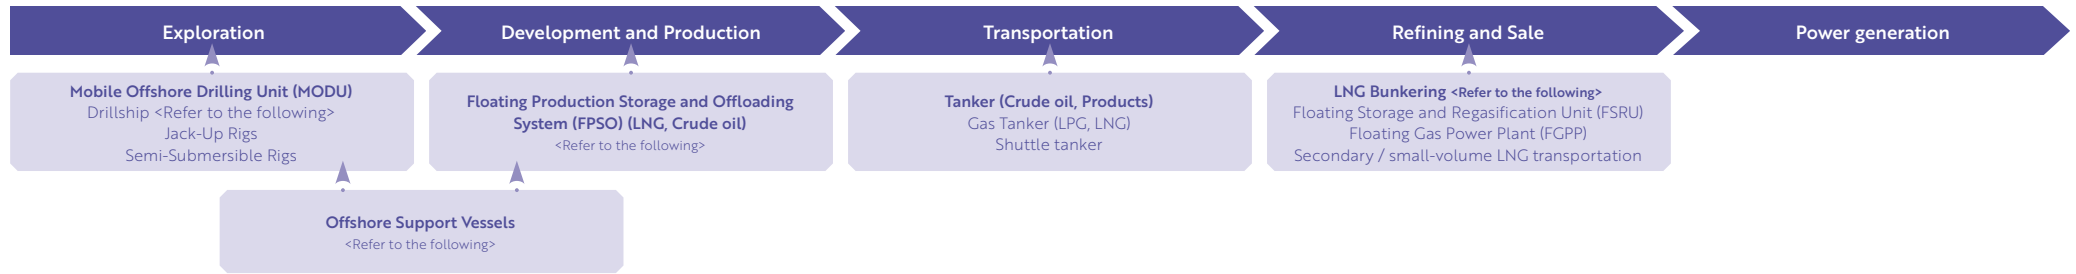 Exploration
Development and Production
Transportation
Refining and Sale
Power generation
Mobile Offshore Drilling Unit (MODU)
Drillship <Refer to the following>
Jack-Up Rigs
Semi-Submersible Rigs
Floating Production Storage and Offloading
System (FPSO) (LNG, Crude oil)
<Refer to the following>
Tanker (Crude oil, Products)
Gas Tanker (LPG, LNG)
Shuttle tanker
LNG Bunkering <Refer to the following>
Floating Storage and Regasification Unit (FSRU)
Floating Gas Power Plant (FGPP)
Secondary / small-volume LNG transportation
Offshore Support Vessels
<Refer to the following>